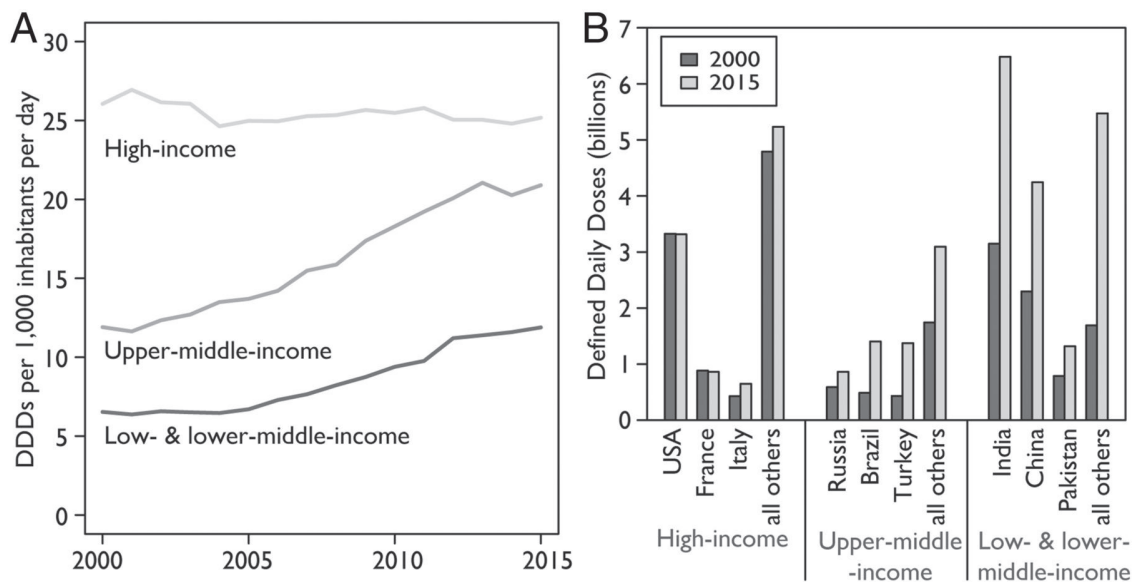 A
DDDs per 1,000 inhabitants per day
30
25
20
15
10
5
0
High-income
Upper-middle-income
Low- & lower-middle-income
2000
2005
2010
2015
B
Defined Daily Doses (billions)
7
6
5
4
3
2
1
0
2000
2015
USA
France
Italy
all others
Russia
Brazil
Turkey
all others
India
China
Pakistan
all others
High-income
Upper-middle
-income
Low- & lower-
middle-income